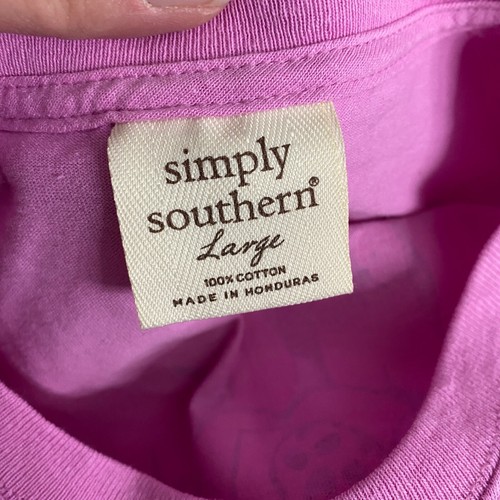 simply
southern®
Large
100% COTTON
MADE IN HONDURAS